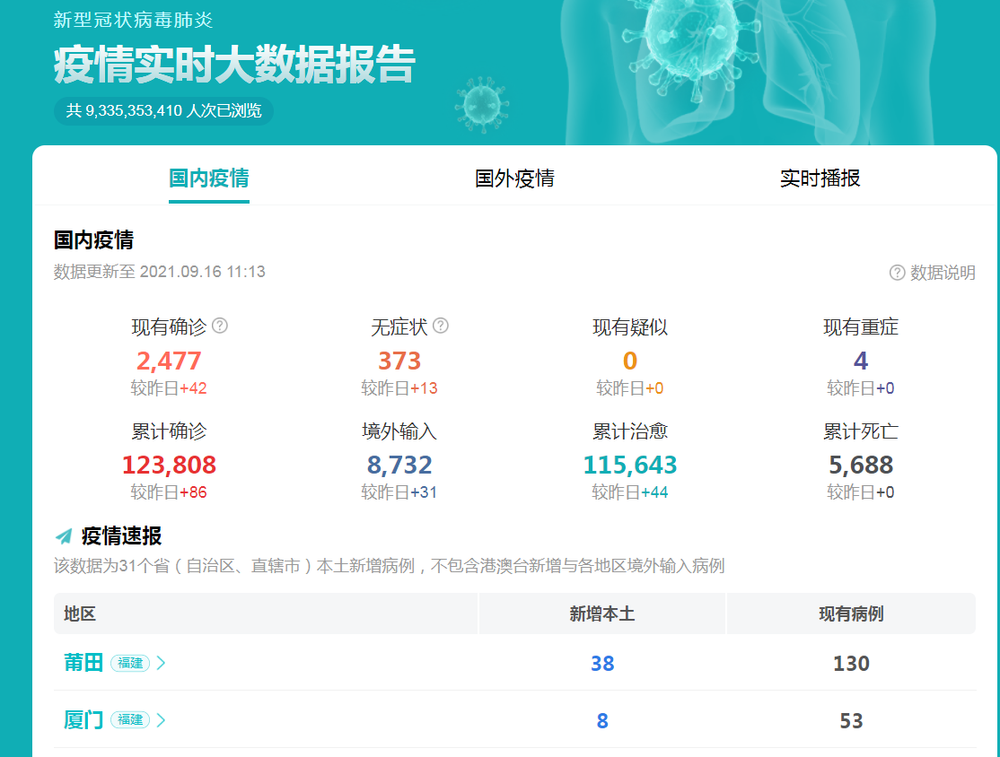 新型冠状病毒肺炎
疫情实时大数据报告
共 9,335,353,410 人次已浏览
国内疫情 国外疫情 实时播报
国内疫情
数据更新至 2021.09.16 11:13 ? 数据说明
现有确诊 ? 无症状 ? 现有疑似 现有重症
2,477 373 0 4
较昨日+42 较昨日+13 较昨日+0 较昨日+0
累计确诊 境外输入 累计治愈 累计死亡
123,808 8,732 115,643 5,688
较昨日+86 较昨日+31 较昨日+44 较昨日+0
疫情速报
该数据为31个省（自治区、直辖市）本土新增病例，不包含港澳台新增与各地区境外输入病例
地区 新增本土 现有病例
莆田 福建 38 130
厦门 福建 8 53